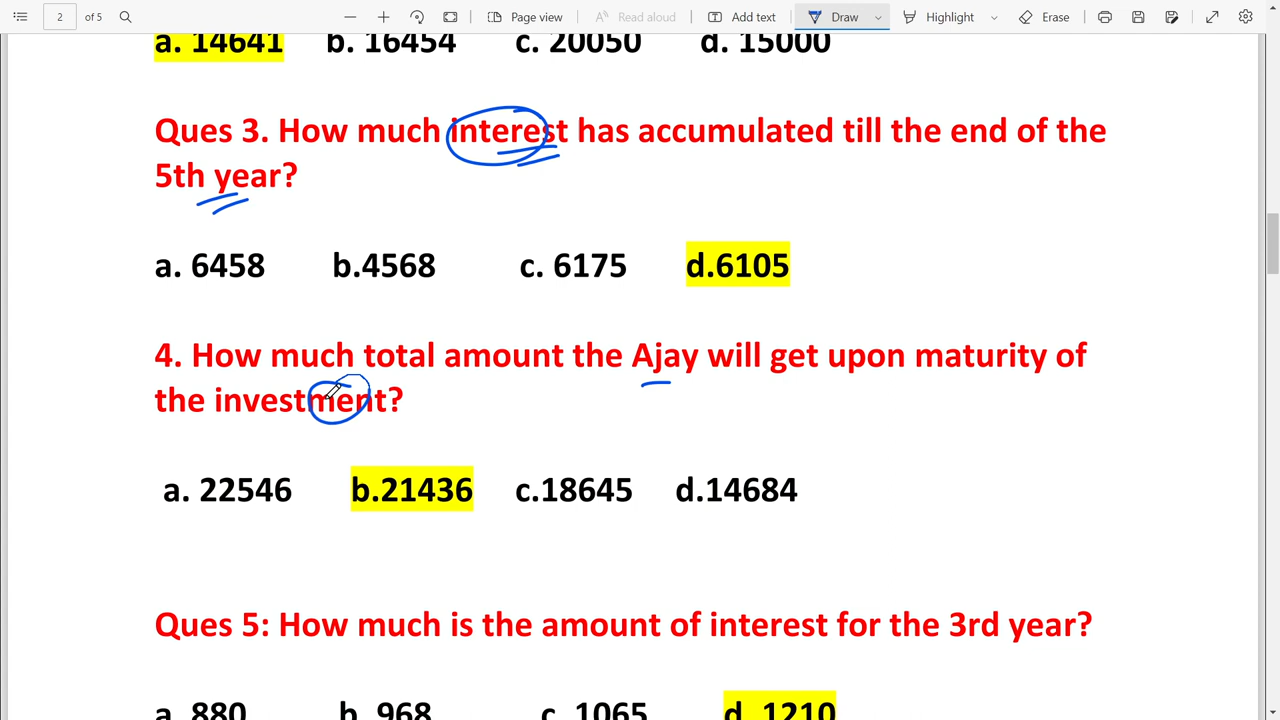 2 of 5 Page view Read aloud Add text Draw Highlight Erase
a. 14641 b. 16454 c. 20050 d. 15000
Ques 3. How much interest has accumulated till the end of the
5th year?
a. 6458 b.4568 c. 6175 d.6105
4. How much total amount the Ajay will get upon maturity of
the investment?
a. 22546 b.21436 c.18645 d.14684
Ques 5: How much is the amount of interest for the 3rd year?
a. 880 b. 968 c. 1065 d. 1210